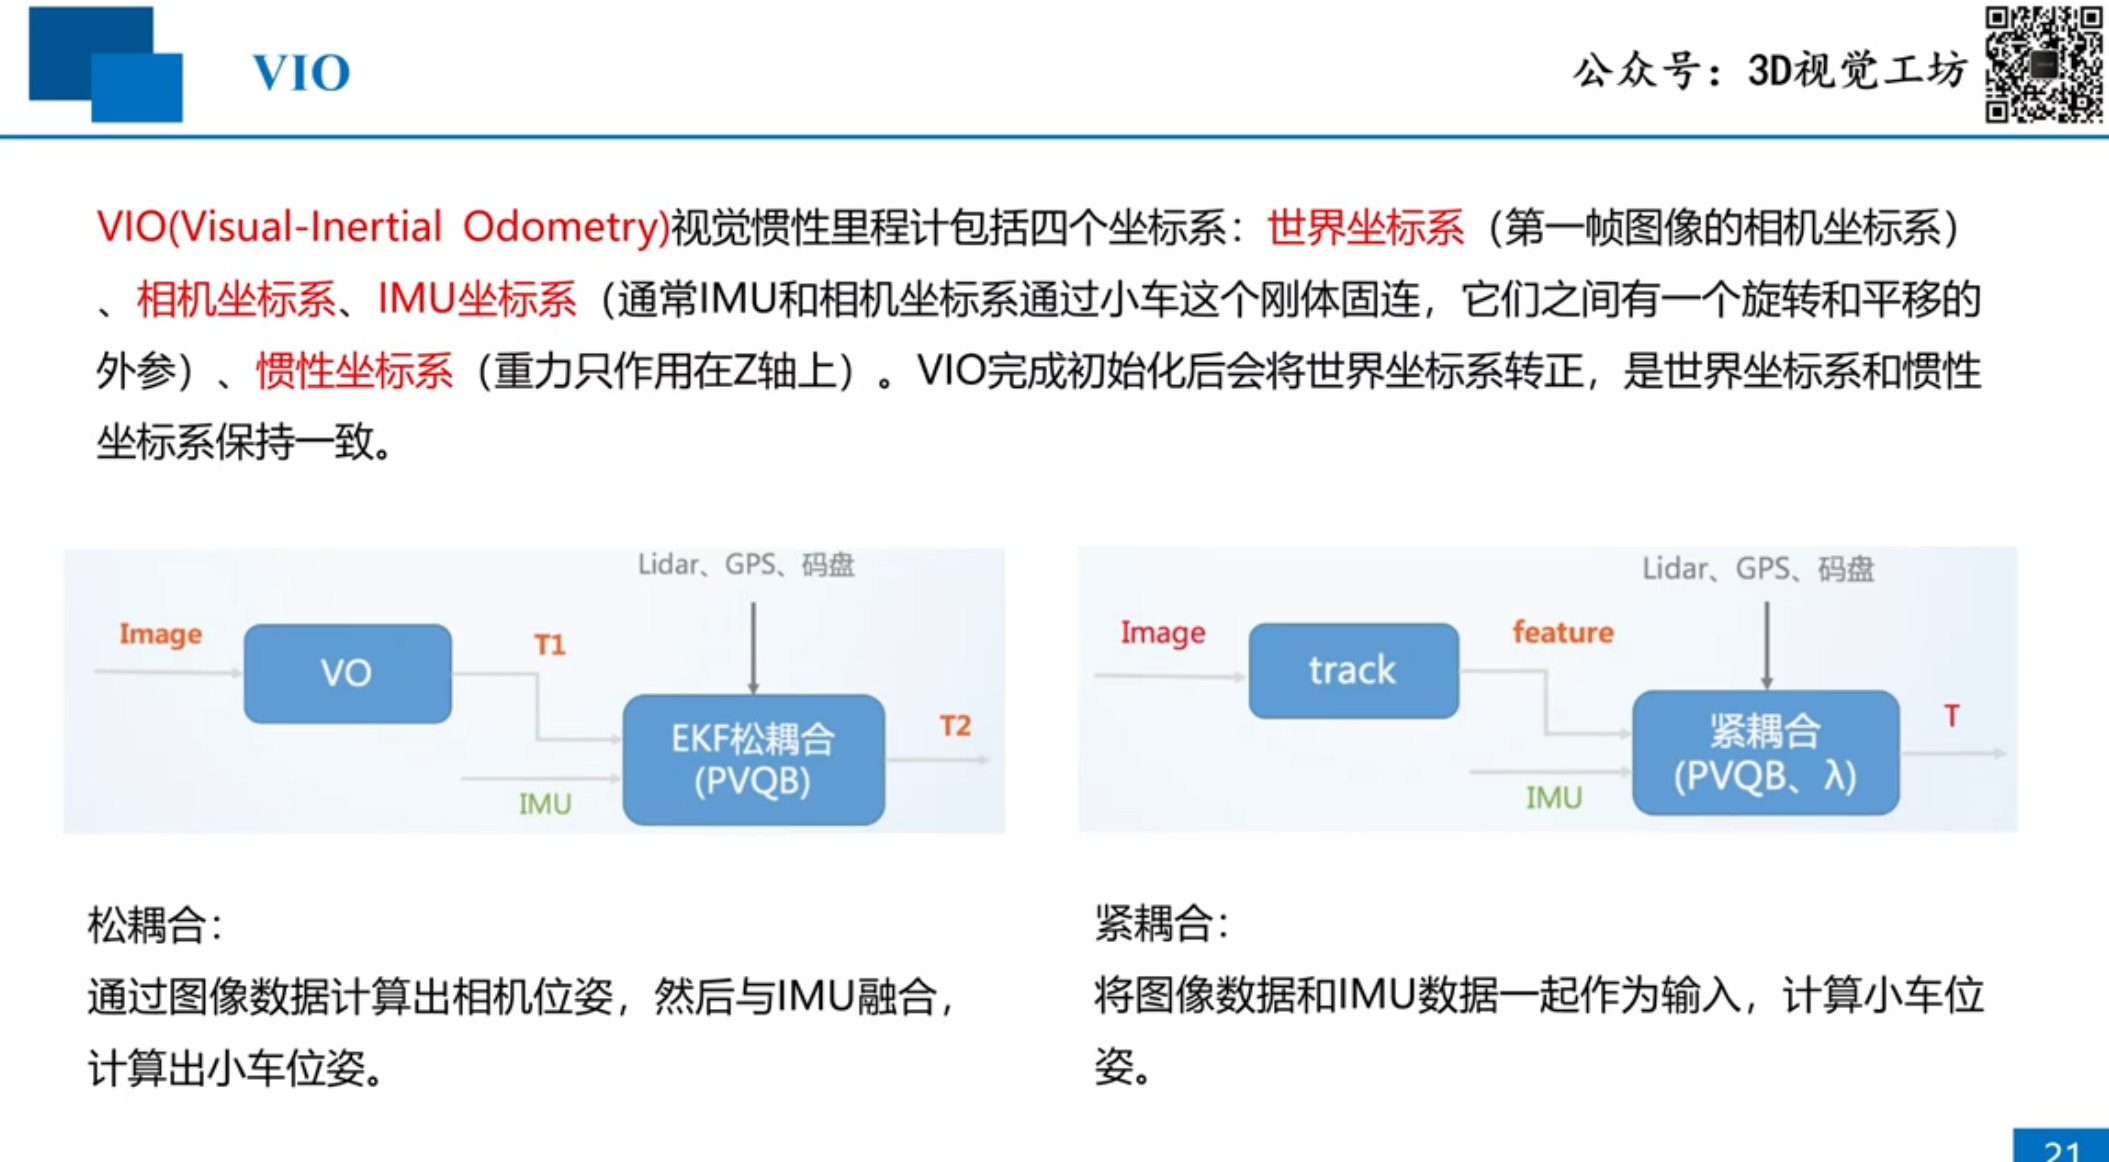 VIO
公众号：3D视觉工坊
VIO(Visual-Inertial Odometry)视觉惯性里程计包括四个坐标系：世界坐标系（第一帧图像的相机坐标系）
、相机坐标系、IMU坐标系（通常IMU和相机坐标系通过小车这个刚体固连，它们之间有一个旋转和平移的
外参）、惯性坐标系（重力只作用在Z轴上）。VIO完成初始化后会将世界坐标系转正，是世界坐标系和惯性
坐标系保持一致。
Lidar、GPS、码盘
Image
VO
T1
EKF松耦合
(PVQB)
T2
IMU
Lidar、GPS、码盘
Image
track
feature
紧耦合
(PVQB、λ)
T
IMU
松耦合：
通过图像数据计算出相机位姿，然后与IMU融合，
计算出小车位姿。
紧耦合：
将图像数据和IMU数据一起作为输入，计算小车位
姿。
21